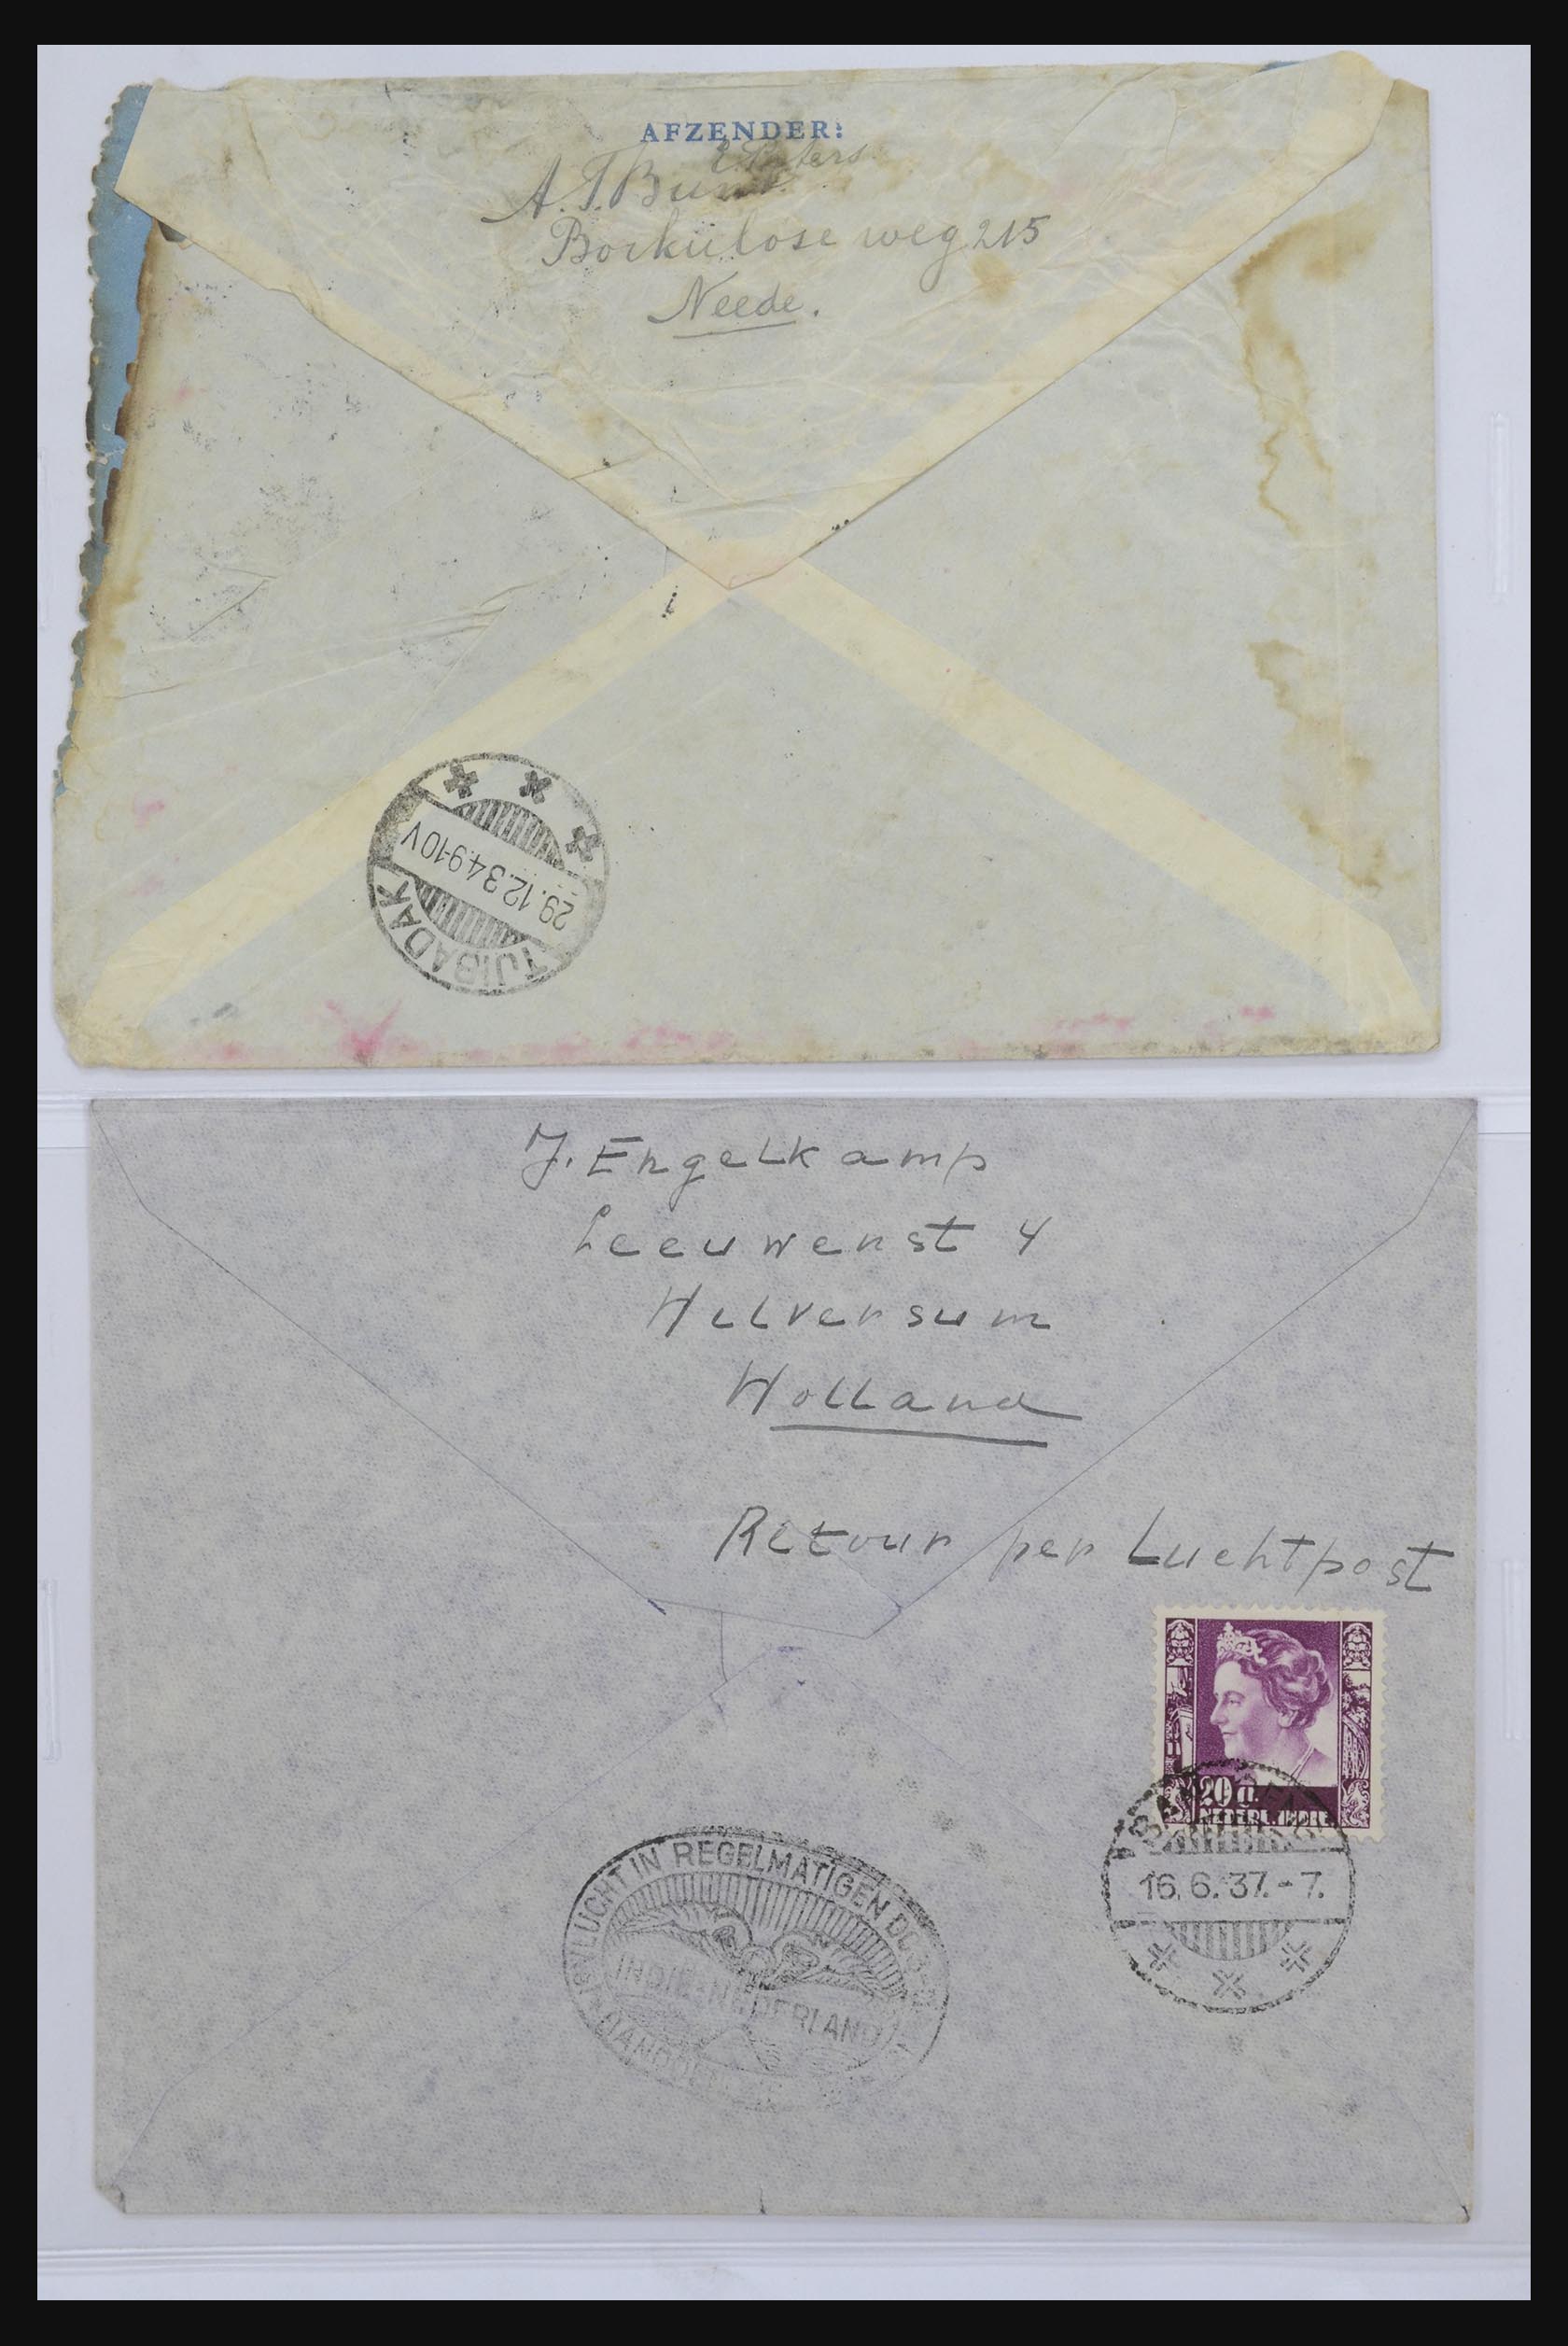 AFZENDER:
A.T.
Borkulose weg 215
Neede.
TJIBADAK
29.12.34.9-10V
J. Engelkamp
Leeuwenst 4
Hilversum
Holland
Retour per Luchtpost
20 ct.
NEDERL. INDIE
16.6.37.-7.
LUCHT IN REGELMATIGEN
INDIE-NEDERLAND